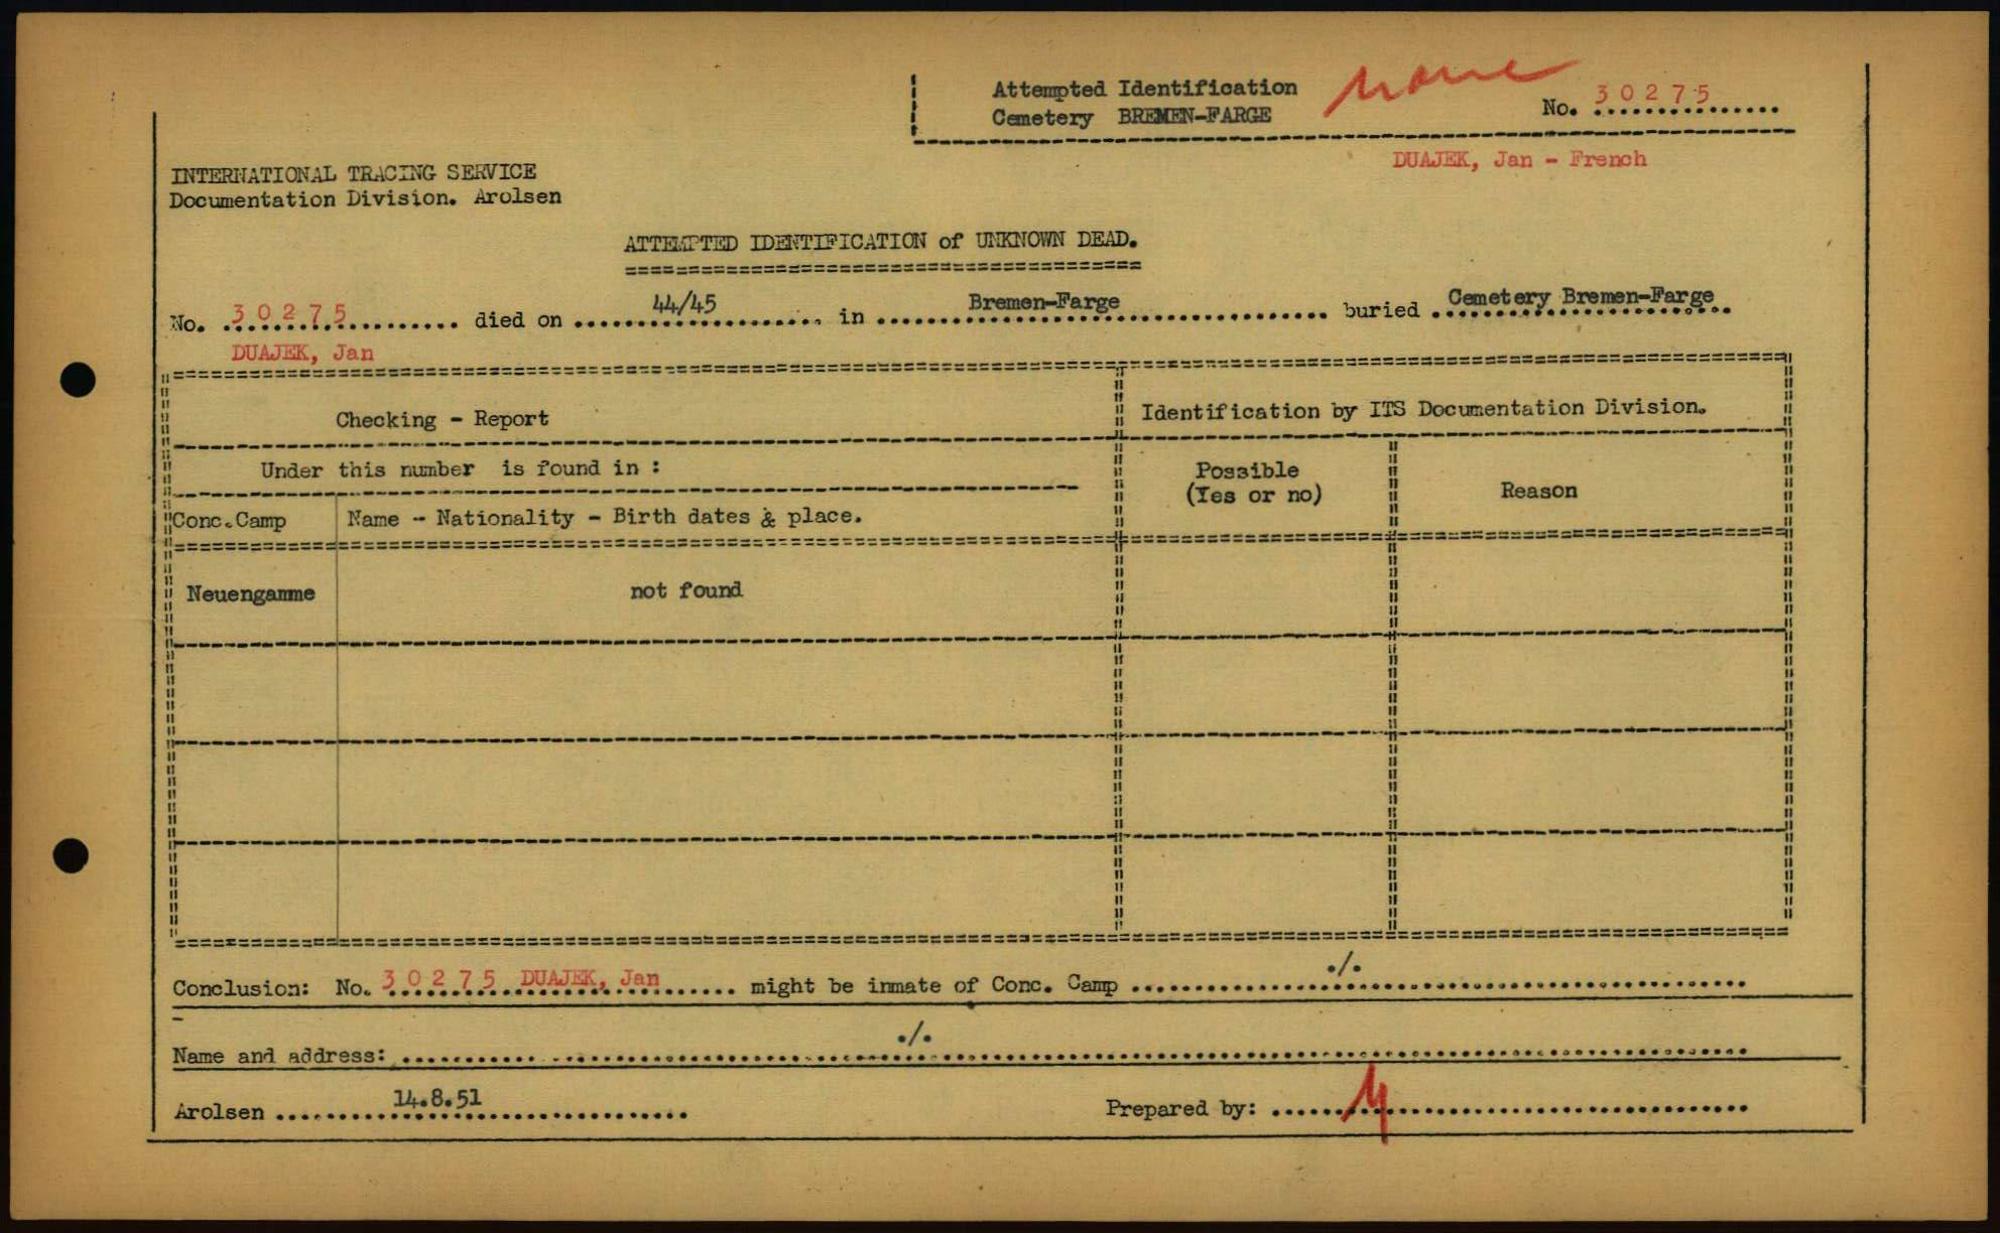 Attempted Identification
Cemetery BREMEN-FARGE
No. 30275
DUAJEK, Jan - French
INTERNATIONAL TRACING SERVICE
Documentation Division. Arolsen
ATTEMPTED IDENTIFICATION of UNKNOWN DEAD.
No. 30275 died on 44/45 in Bremen-Farge buried Cemetery Bremen-Farge
DUAJEK, Jan
Checking - Report
Identification by ITS Documentation Division.
Under this number is found in :
Possible
(Yes or no)
Reason
Conc.Camp
Name - Nationality - Birth dates & place.
Neuengamme
not found
Conclusion: No. 30275 DUAJEK, Jan might be inmate of Conc. Camp ./.
Name and address: ./.
Arolsen 14.8.51
Prepared by: